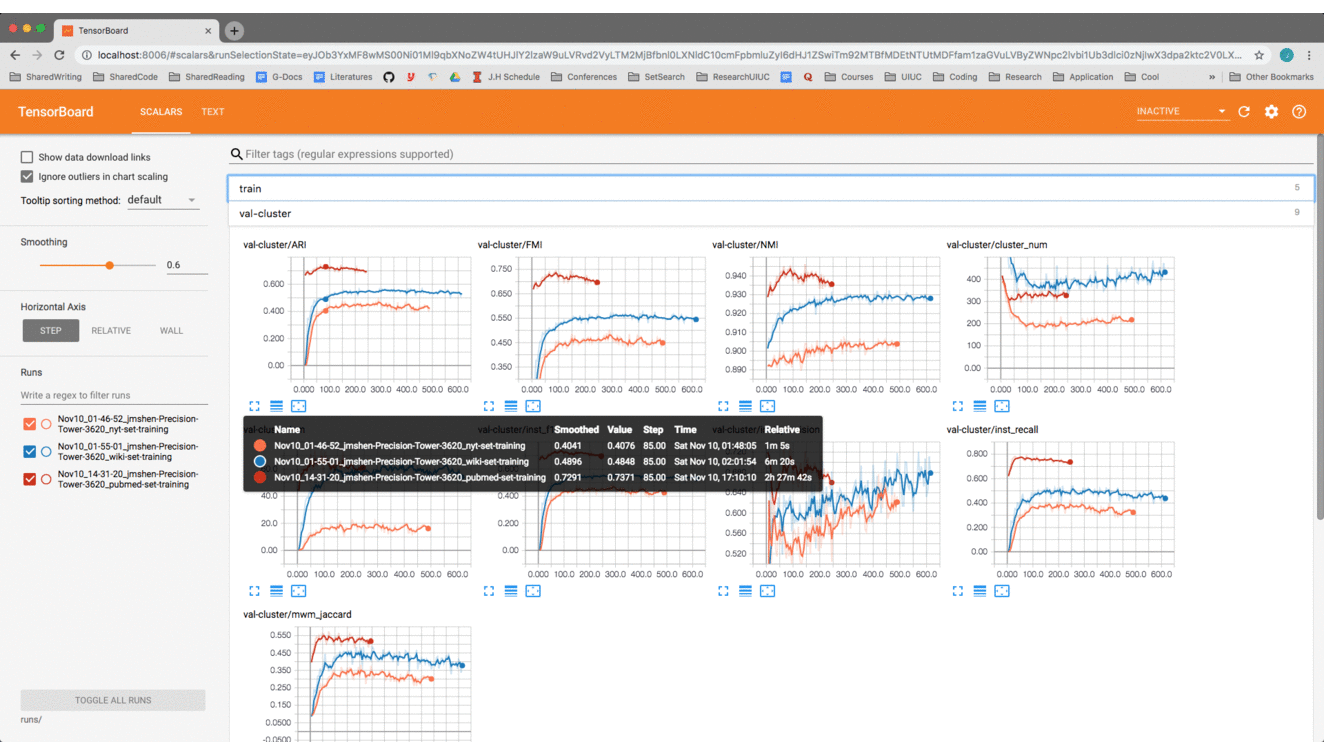 TensorBoard
localhost:8006/#scalars&runSelectionState=
SharedWriting SharedCode SharedReading G-Docs Literatures J.H Schedule Conferences SetSearch ResearchUIUC Courses UIUC Coding Research Application Cool » Other Bookmarks
TensorBoard SCALARS TEXT INACTIVE
Show data download links
Ignore outliers in chart scaling
Tooltip sorting method: default
Smoothing
0.6
Horizontal Axis
STEP RELATIVE WALL
Runs
Write a regex to filter runs
Nov10_01-46-52_jmshen-Precision-
Tower-3620_nyt-set-training
Nov10_01-55-01_jmshen-Precision-
Tower-3620_wiki-set-training
Nov10_14-31-20_jmshen-Precision-
Tower-3620_pubmed-set-training
TOGGLE ALL RUNS
runs/
Filter tags (regular expressions supported)
train 5
val-cluster 9
val-cluster/ARI
0.600
0.400
0.200
0.00
0.000 100.0 200.0 300.0 400.0 500.0 600.0
val-cluster/FMI
0.750
0.650
0.550
0.450
0.350
0.000 100.0 200.0 300.0 400.0 500.0 600.0
val-cluster/NMI
0.940
0.930
0.920
0.910
0.900
0.890
0.000 100.0 200.0 300.0 400.0 500.0 600.0
val-cluster/cluster_num
400
300
200
100
0.00
0.000 100.0 200.0 300.0 400.0 500.0 600.0
Name Smoothed Value Step Time Relative
Nov10_01-46-52_jmshen-Precision-Tower-3620_nyt-set-training 0.4041 0.4076 85.00 Sat Nov 10, 01:48:05 1m 5s
Nov10_01-55-01_jmshen-Precision-Tower-3620_wiki-set-training 0.4896 0.4848 85.00 Sat Nov 10, 02:01:54 6m 20s
Nov10_14-31-20_jmshen-Precision-Tower-3620_pubmed-set-training 0.7291 0.7371 85.00 Sat Nov 10, 17:10:10 2h 27m 42s
40.0
20.0
0.00
0.000 100.0 200.0 300.0 400.0 500.0 600.0
0.200
0.00
0.000 100.0 200.0 300.0 400.0 500.0 600.0
0.640
0.600
0.560
0.520
0.000 100.0 200.0 300.0 400.0 500.0 600.0
val-cluster/inst_recall
0.800
0.600
0.400
0.200
0.00
0.000 100.0 200.0 300.0 400.0 500.0 600.0
val-cluster/mwm_jaccard
0.550
0.450
0.350
0.250
0.150
0.0500
-0.0500